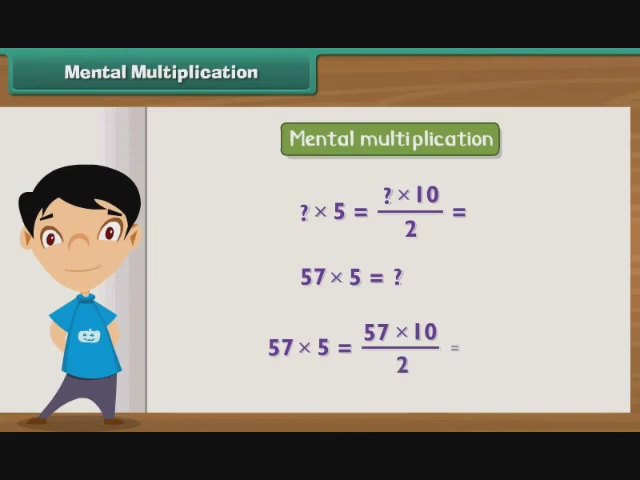 Mental Multiplication
Mental multiplication
? × 5 = ? × 10 / 2 =
57 × 5 = ?
57 × 5 = 57 × 10 / 2 =